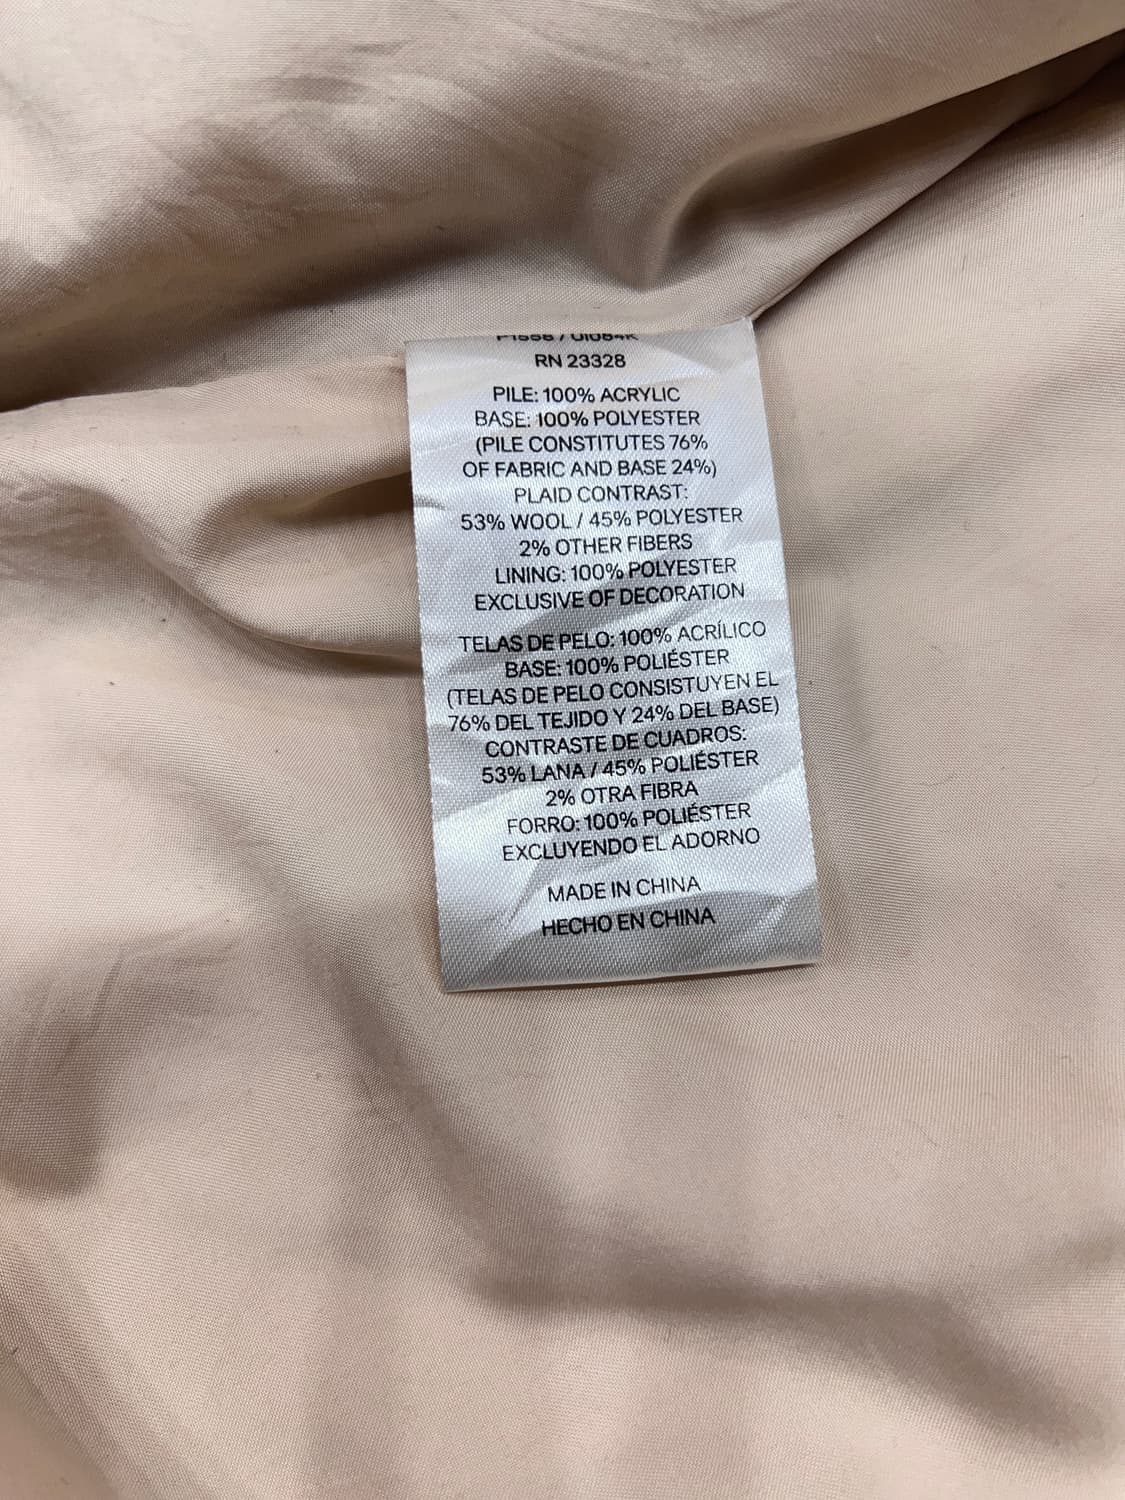 RN 23328
PILE: 100% ACRYLIC
BASE: 100% POLYESTER
(PILE CONSTITUTES 76%
OF FABRIC AND BASE 24%)
PLAID CONTRAST:
53% WOOL / 45% POLYESTER
2% OTHER FIBERS
LINING: 100% POLYESTER
EXCLUSIVE OF DECORATION
TELAS DE PELO: 100% ACRÍLICO
BASE: 100% POLIÉSTER
(TELAS DE PELO CONSISTUYEN EL
76% DEL TEJIDO Y 24% DEL BASE)
CONTRASTE DE CUADROS:
53% LANA / 45% POLIÉSTER
2% OTRA FIBRA
FORRO: 100% POLIÉSTER
EXCLUYENDO EL ADORNO
MADE IN CHINA
HECHO EN CHINA